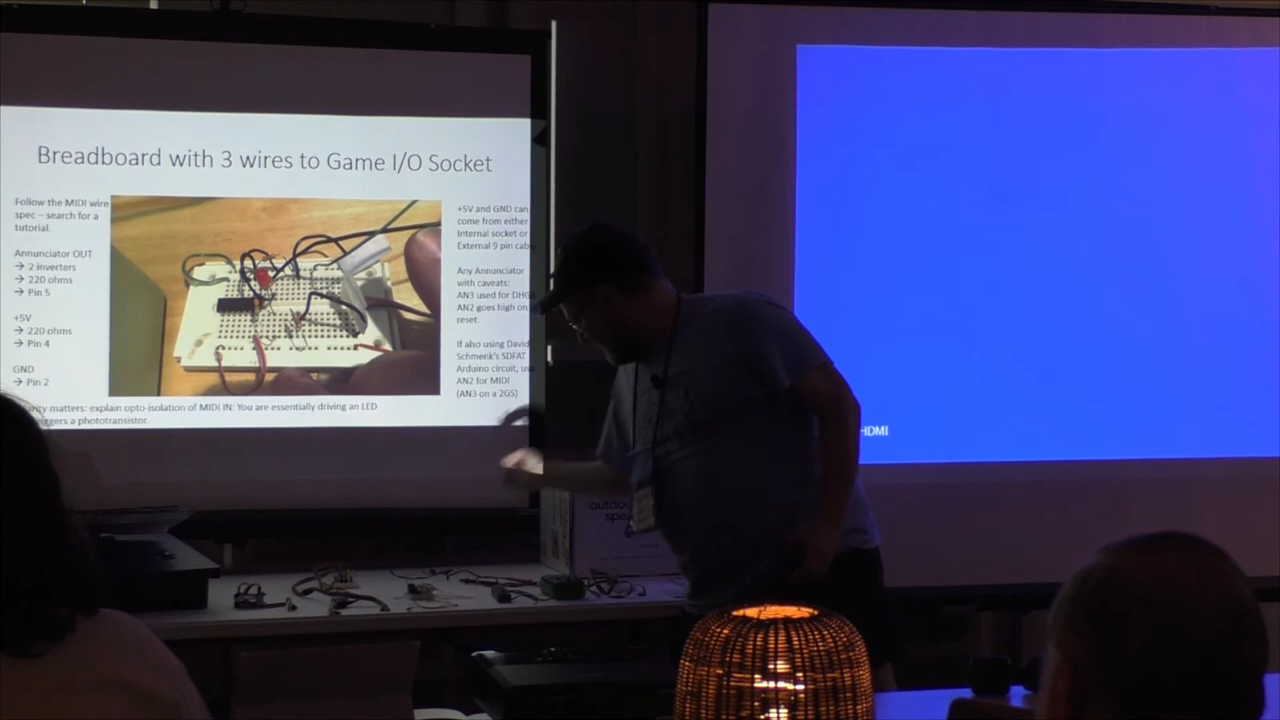 Breadboard with 3 wires to Game I/O Socket
Follow the MIDI wire
spec – search for a
tutorial.
Annunciator OUT
→ 2 inverters
→ 220 ohms
→ Pin 5
+5V
→ 220 ohms
→ Pin 4
GND
→ Pin 2
+5V and GND can
come from either
Internal socket or
External 9 pin
Any Annunciator
with caveats:
AN3 used for
AN2 goes high on
reset.
If also using David
Schmenk's SDFAT
Arduino circuit,
AN2 for MIDI
(AN3 on a 2GS)
matters: explain opto-isolation of MIDI IN: You are essentially driving an LED
a phototransistor.
HDMI